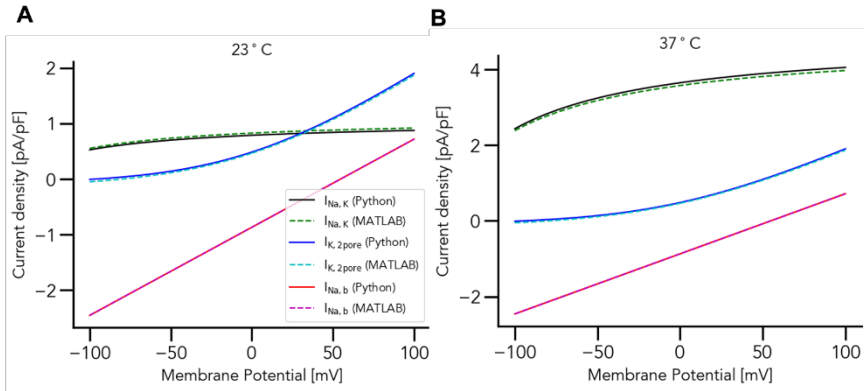 A
23°C
Current density [pA/pF]
2
1
0
−1
−2
I_Na, K (Python)
I_Na, K (MATLAB)
I_K, 2pore (Python)
I_K, 2pore (MATLAB)
I_Na, b (Python)
I_Na, b (MATLAB)
−100 −50 0 50 100
Membrane Potential [mV]
B
37°C
Current density [pA/pF]
4
2
0
−2
−100 −50 0 50 100
Membrane Potential [mV]